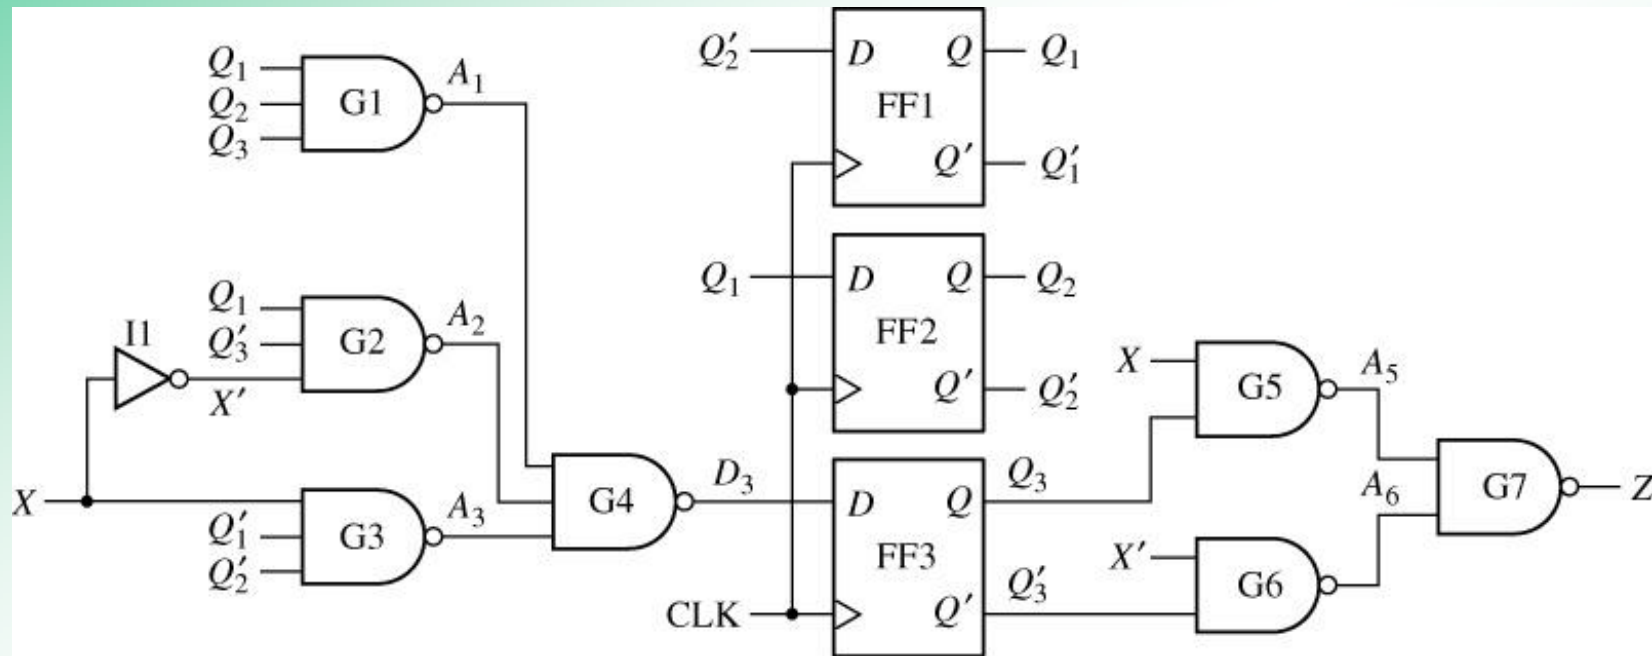 Q1
Q2
Q3
G1
A1
Q2′
D
Q
Q1
FF1
Q′
Q1′
I1
X′
Q1
Q3′
G2
A2
Q1
D
Q
Q2
FF2
Q′
Q2′
X
Q1′
Q2′
G3
A3
G4
D3
D
Q
Q3
FF3
Q′
Q3′
CLK
X
G5
A5
X′
G6
A6
G7
Z